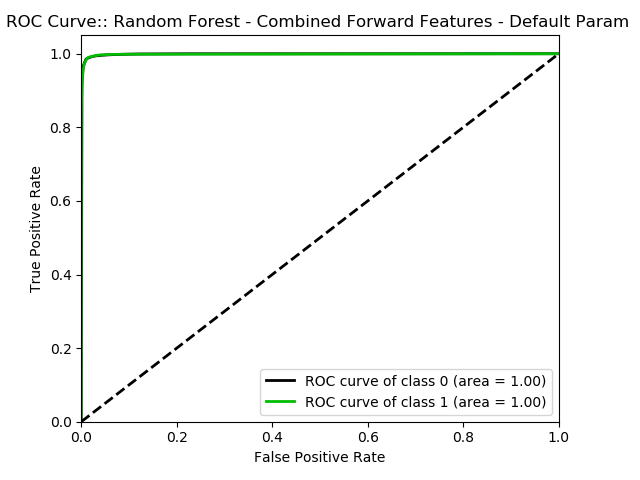 ROC Curve:: Random Forest - Combined Forward Features - Default Param
1.0
0.8
0.6
0.4
0.2
0.0
True Positive Rate
ROC curve of class 0 (area = 1.00)
ROC curve of class 1 (area = 1.00)
0.0 0.2 0.4 0.6 0.8 1.0
False Positive Rate